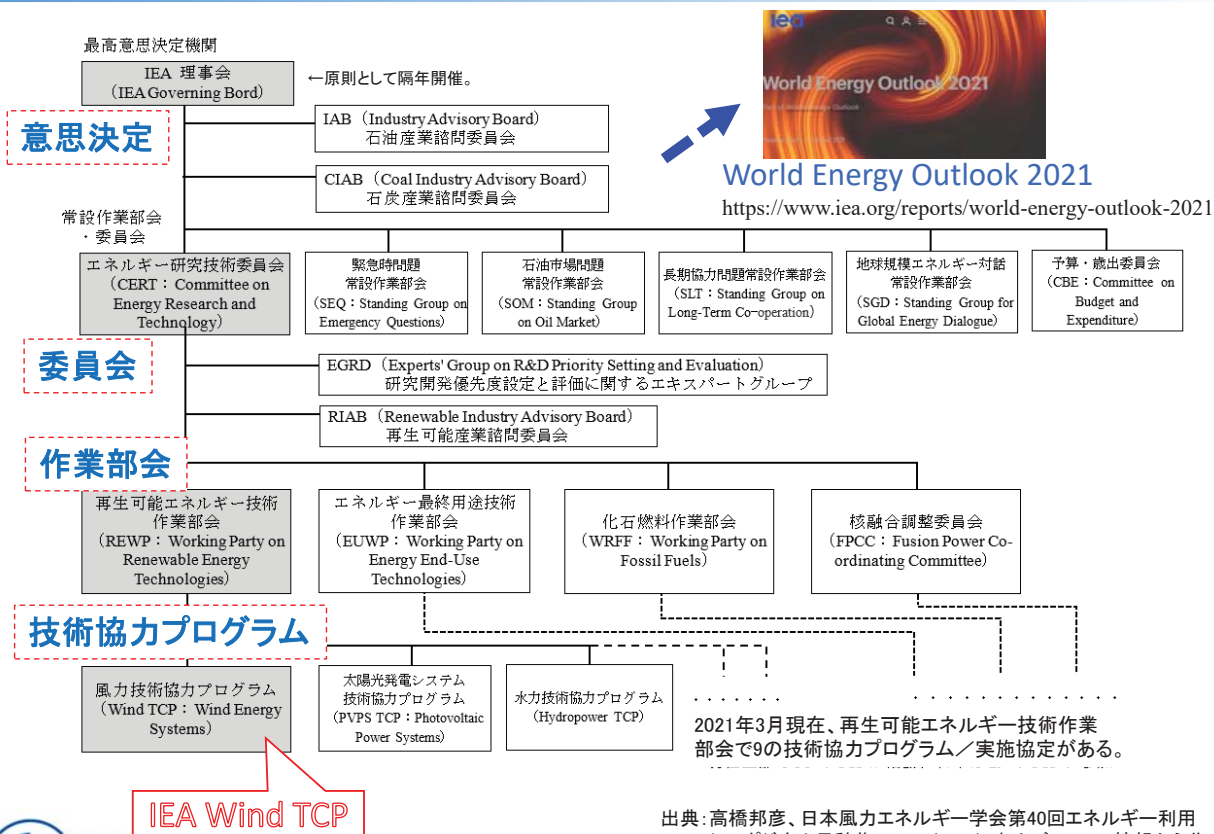 最高意思決定機関
IEA 理事会
（IEA Governing Bord）
←原則として隔年開催。
意思決定
IAB （Industry Advisory Board）
石油産業諮問委員会
CIAB （Coal Industry Advisory Board）
石炭産業諮問委員会
iea
World Energy Outlook 2021
World Energy Outlook 2021
https://www.iea.org/reports/world-energy-outlook-2021
常設作業部会
・委員会
エネルギー研究技術委員会
（CERT：Committee on
Energy Research and
Technology）
緊急時問題
常設作業部会
（SEQ：Standing Group on
Emergency Questions）
石油市場問題
常設作業部会
（SOM：Standing Group
on Oil Market）
長期協力問題常設作業部会
（SLT：Standing Group on
Long-Term Co-operation）
地球規模エネルギー対話
常設作業部会
（SGD：Standing Group for
Global Energy Dialogue）
予算・歳出委員会
（CBE：Committee on
Budget and
Expenditure）
委員会
EGRD （Experts' Group on R&D Priority Setting and Evaluation）
研究開発優先度設定と評価に関するエキスパートグループ
RIAB （Renewable Industry Advisory Board）
再生可能産業諮問委員会
作業部会
再生可能エネルギー技術
作業部会
（REWP：Working Party on
Renewable Energy
Technologies）
エネルギー最終用途技術
作業部会
（EUWP：Working Party on
Energy End-Use
Technologies）
化石燃料作業部会
（WRFF：Working Party on
Fossil Fuels）
核融合調整委員会
（FPCC：Fusion Power Co-
ordinating Committee）
技術協力プログラム
風力技術協力プログラム
（Wind TCP：Wind Energy
Systems）
太陽光発電システム
技術協力プログラム
（PVPS TCP：Photovoltaic
Power Systems）
水力技術協力プログラム
（Hydropower TCP）
2021年3月現在、再生可能エネルギー技術作業
部会で9の技術協力プログラム／実施協定がある。
IEA Wind TCP
出典：高橋邦彦、日本風力エネルギー学会第40回エネルギー利用